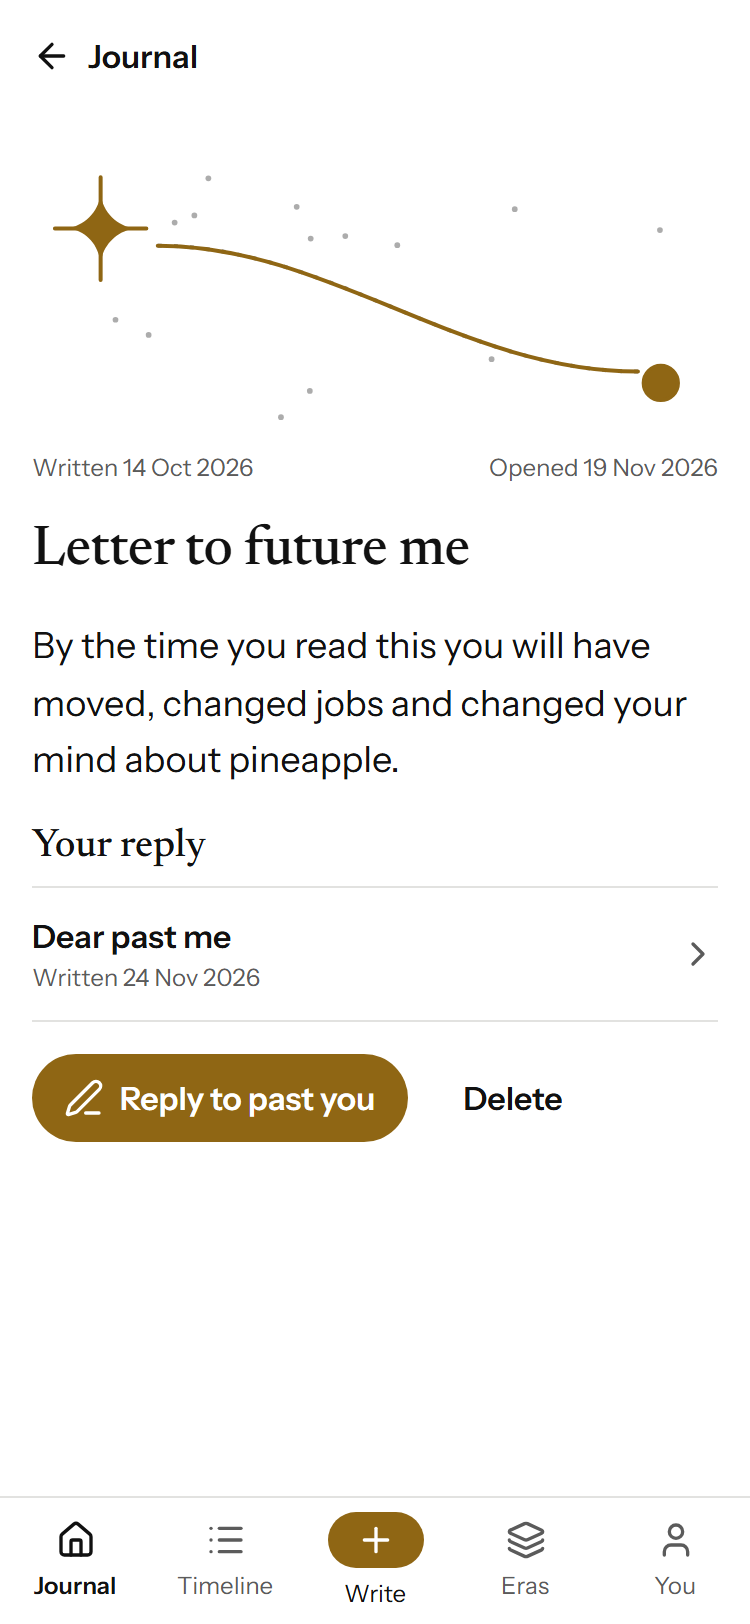 Journal
Written 14 Oct 2026
Opened 19 Nov 2026
Letter to future me
By the time you read this you will have
moved, changed jobs and changed your
mind about pineapple.
Your reply
Dear past me
Written 24 Nov 2026
Reply to past you
Delete
Journal
Timeline
Write
Eras
You